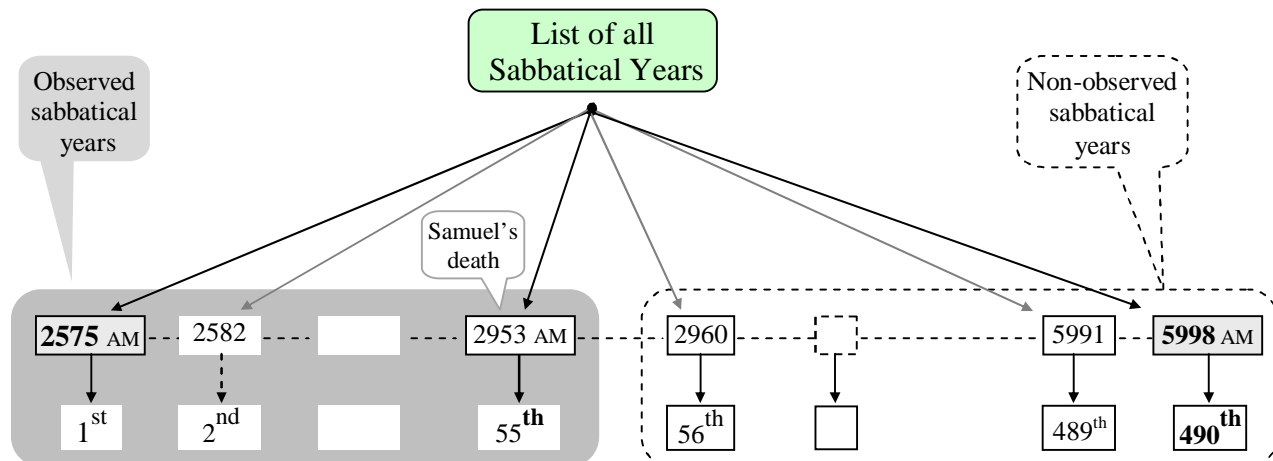 List of all
Sabbatical Years
Observed
sabbatical
years
Non-observed
sabbatical
years
Samuel's
death
2575 AM
2582
2953 AM
2960
5991
5998 AM
1st
2nd
55th
56th
489th
490th